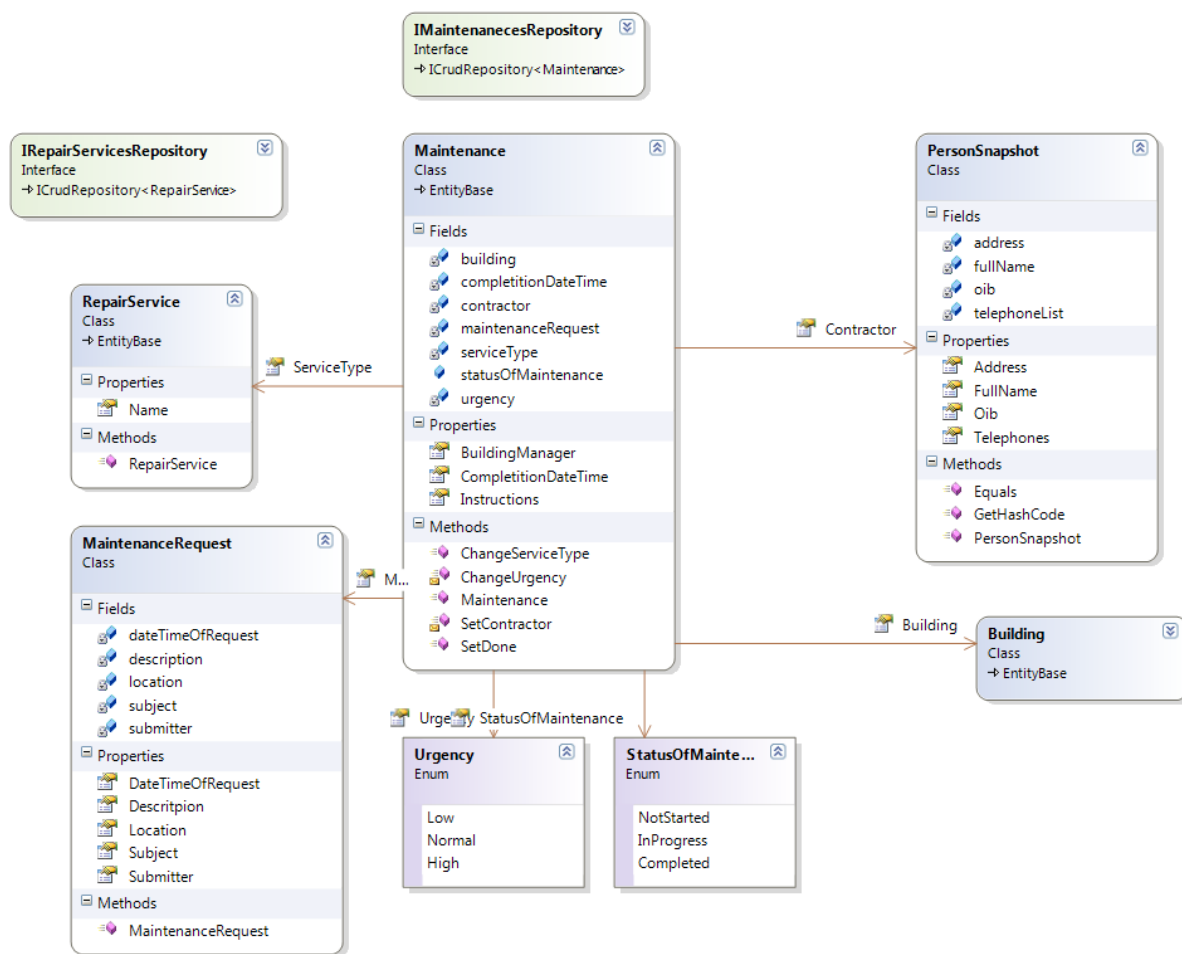 IMaintenanecesRepository
Interface
ICrudRepository<Maintenance>
IRepairServicesRepository
Interface
ICrudRepository<RepairService>
Maintenance
Class
EntityBase
Fields
building
completitionDateTime
contractor
maintenanceRequest
serviceType
statusOfMaintenance
urgency
Properties
BuildingManager
CompletitionDateTime
Instructions
Methods
ChangeServiceType
ChangeUrgency
Maintenance
SetContractor
SetDone
PersonSnapshot
Class
Fields
address
fullName
oib
telephoneList
Properties
Address
FullName
Oib
Telephones
Methods
Equals
GetHashCode
PersonSnapshot
Contractor
RepairService
Class
EntityBase
Properties
Name
Methods
RepairService
ServiceType
MaintenanceRequest
Class
Fields
dateTimeOfRequest
description
location
subject
submitter
Properties
DateTimeOfRequest
Descritpion
Location
Subject
Submitter
Methods
MaintenanceRequest
M...
Building
Building
Class
EntityBase
Urgency StatusOfMaintenance
Urgency
Enum
Low
Normal
High
StatusOfMainte...
Enum
NotStarted
InProgress
Completed